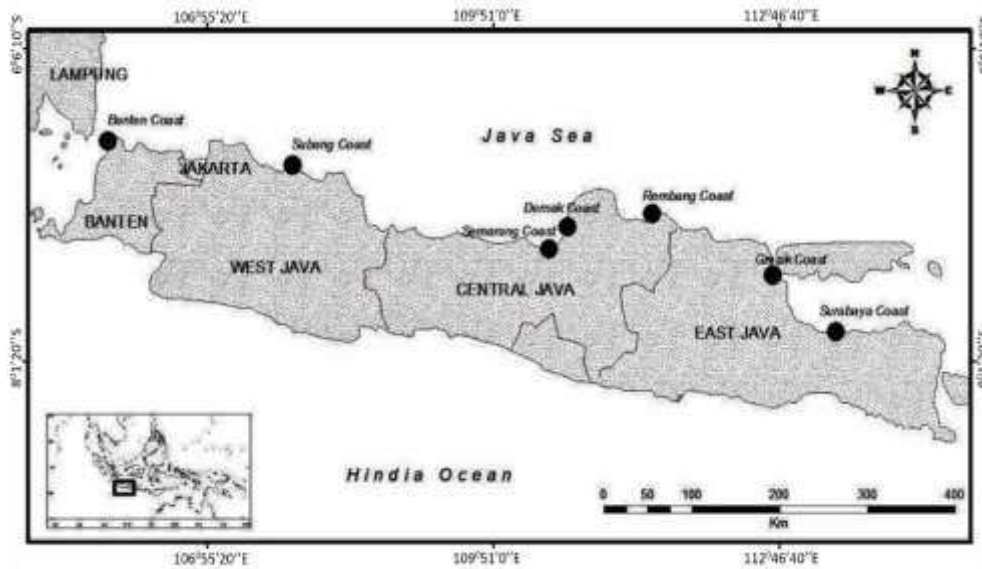 106°55'20''E 109°51'0''E 112°46'40''E
6°6'10''S
LAMPUNG
N
W E
S
Banten Coast
Java Sea
Subang Coast
JAKARTA
Rembang Coast
Demak Coast
BANTEN
Semarang Coast
WEST JAVA
Gresik Coast
CENTRAL JAVA
Surabaya Coast
EAST JAVA
8°1'20''S
Hindia Ocean
0 50 100 200 300 400
Km
106°55'20''E 109°51'0''E 112°46'40''E